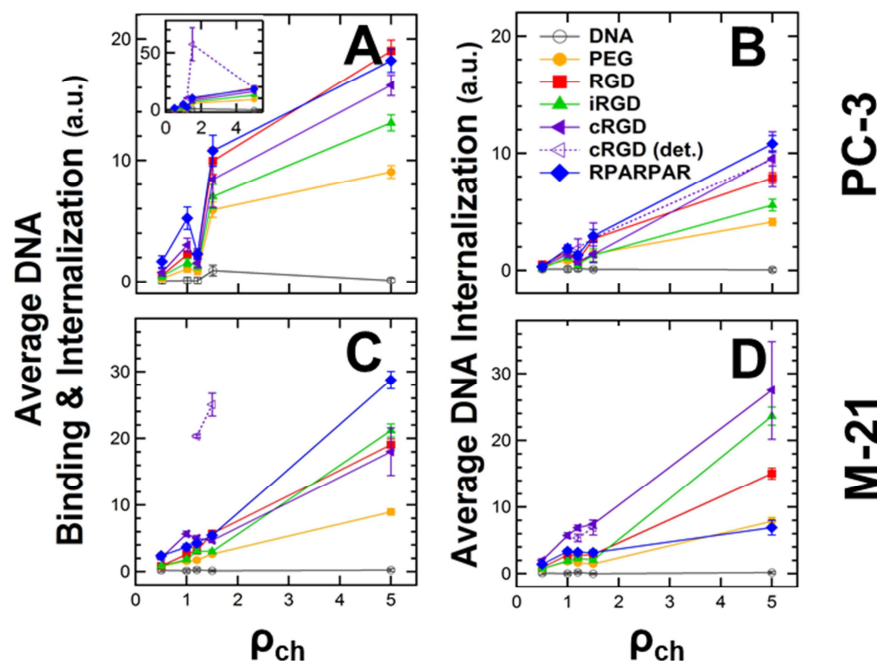 A
20
10
0
50
0
0
2
4
B
20
10
0
DNA
PEG
RGD
iRGD
cRGD
cRGD (det.)
RPARPAR
PC-3
Average DNA
Binding & Internalization (a.u.)
Average DNA Internization (a.u.)
C
30
20
10
0
0
1
2
3
4
5
ρch
D
30
20
10
0
0
1
2
3
4
5
ρch
M-21